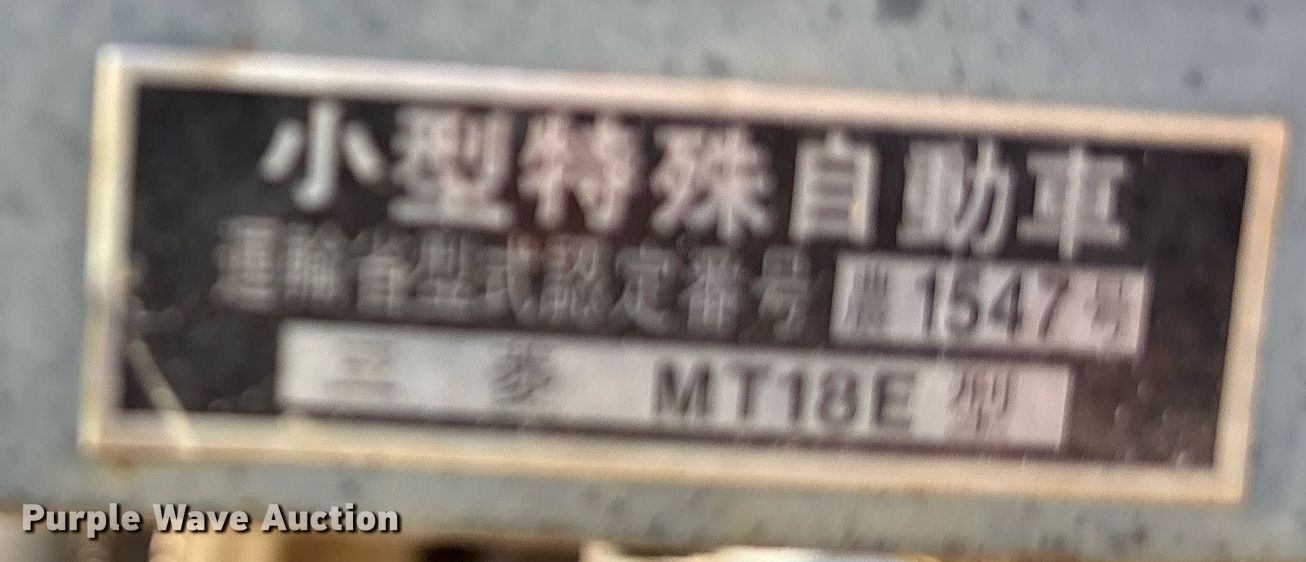 小型特殊自動車
運輸省型式認定番号 農1547号
三菱 MT18E型
Purple Wave Auction